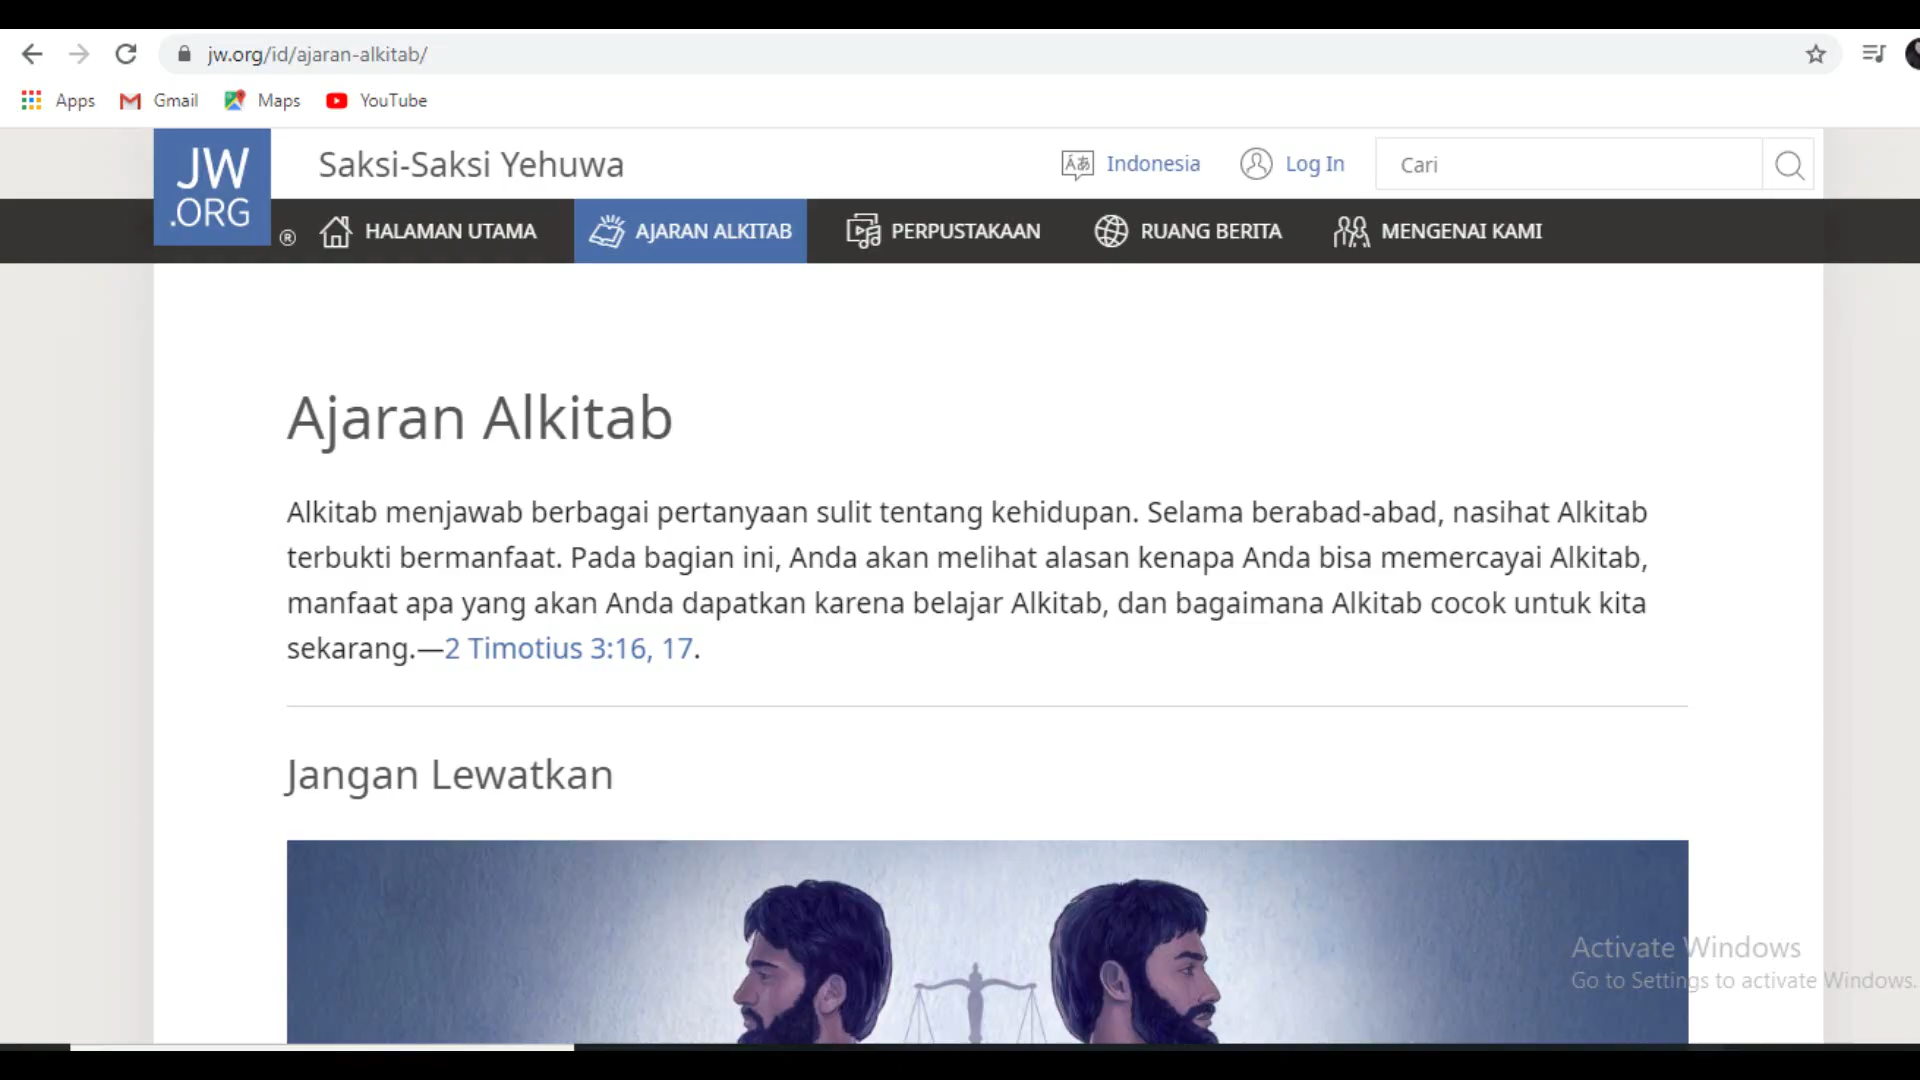 jw.org/id/ajaran-alkitab/
Apps Gmail Maps YouTube
JW
.ORG
®
Saksi-Saksi Yehuwa
Indonesia
Log In
Cari
HALAMAN UTAMA
AJARAN ALKITAB
PERPUSTAKAAN
RUANG BERITA
MENGENAI KAMI
Ajaran Alkitab
Alkitab menjawab berbagai pertanyaan sulit tentang kehidupan. Selama berabad-abad, nasihat Alkitab
terbukti bermanfaat. Pada bagian ini, Anda akan melihat alasan kenapa Anda bisa memercayai Alkitab,
manfaat apa yang akan Anda dapatkan karena belajar Alkitab, dan bagaimana Alkitab cocok untuk kita
sekarang.—2 Timotius 3:16, 17.
Jangan Lewatkan
Activate Windows
Go to Settings to activate Windows.